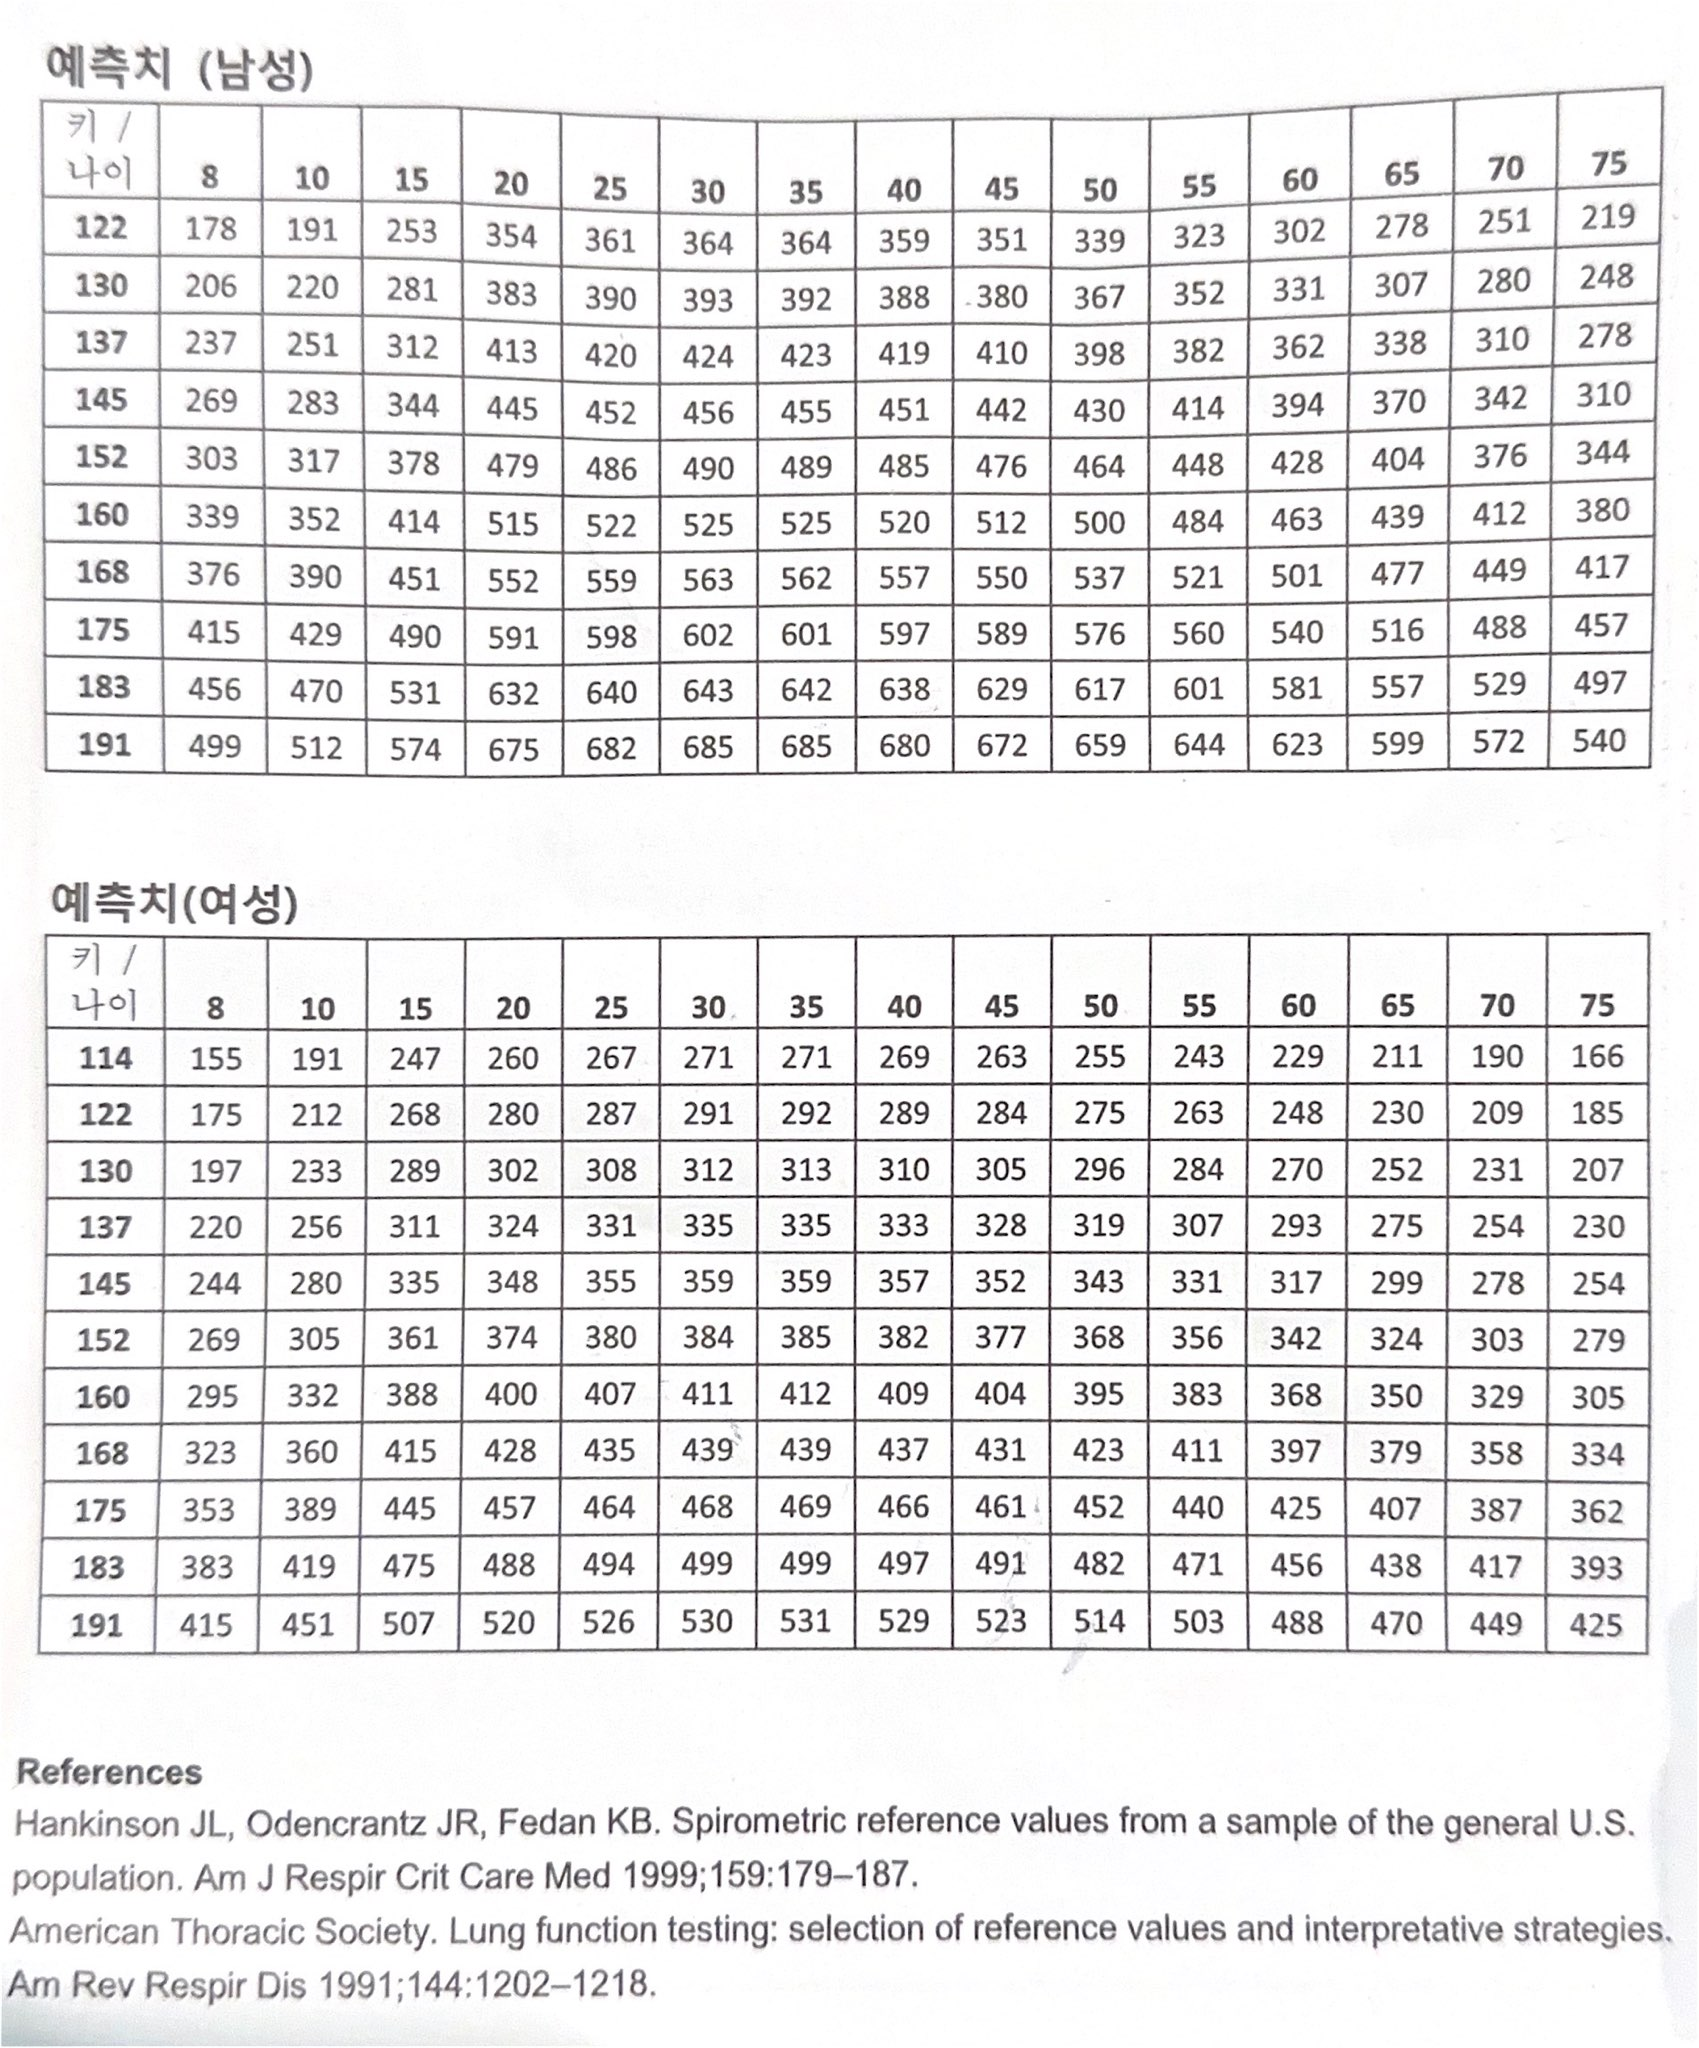 예측치 (남성)
키 /
나이 8 10 15 20 25 30 35 40 45 50 55 60 65 70 75
122 178 191 253 354 361 364 364 359 351 339 323 302 278 251 219
130 206 220 281 383 390 393 392 388 380 367 352 331 307 280 248
137 237 251 312 413 420 424 423 419 410 398 382 362 338 310 278
145 269 283 344 445 452 456 455 451 442 430 414 394 370 342 310
152 303 317 378 479 486 490 489 485 476 464 448 428 404 376 344
160 339 352 414 515 522 525 525 520 512 500 484 463 439 412 380
168 376 390 451 552 559 563 562 557 550 537 521 501 477 449 417
175 415 429 490 591 598 602 601 597 589 576 560 540 516 488 457
183 456 470 531 632 640 643 642 638 629 617 601 581 557 529 497
191 499 512 574 675 682 685 685 680 672 659 644 623 599 572 540
예측치(여성)
키 /
나이 8 10 15 20 25 30 35 40 45 50 55 60 65 70 75
114 155 191 247 260 267 271 271 269 263 255 243 229 211 190 166
122 175 212 268 280 287 291 292 289 284 275 263 248 230 209 185
130 197 233 289 302 308 312 313 310 305 296 284 270 252 231 207
137 220 256 311 324 331 335 335 333 328 319 307 293 275 254 230
145 244 280 335 348 355 359 359 357 352 343 331 317 299 278 254
152 269 305 361 374 380 384 385 382 377 368 356 342 324 303 279
160 295 332 388 400 407 411 412 409 404 395 383 368 350 329 305
168 323 360 415 428 435 439 439 437 431 423 411 397 379 358 334
175 353 389 445 457 464 468 469 466 461 452 440 425 407 387 362
183 383 419 475 488 494 499 499 497 491 482 471 456 438 417 393
191 415 451 507 520 526 530 531 529 523 514 503 488 470 449 425
References
Hankinson JL, Odencrantz JR, Fedan KB. Spirometric reference values from a sample of the general U.S.
population. Am J Respir Crit Care Med 1999;159:179–187.
American Thoracic Society. Lung function testing: selection of reference values and interpretative strategies.
Am Rev Respir Dis 1991;144:1202–1218.